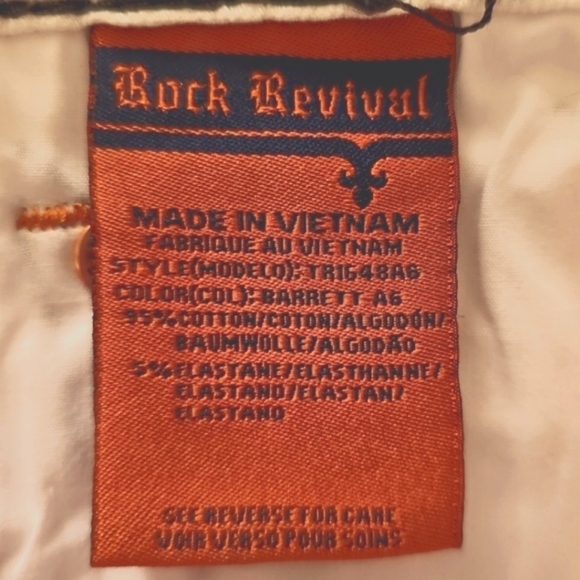 Rock Revival
MADE IN VIETNAM
FABRIQUE AU VIETNAM
STYLE(MODELO): TR1648A6
COLOR(COL): BARRETT A6
95%COTTON/COTON/ALGODÓN/
BAUMWOLLE/ALGODÃO
5%ELASTANE/ELASTHANNE/
ELASTANO/ELASTAN/
ELASTANO
SEE REVERSE FOR CARE
VOIR VERSO POUR SOINS